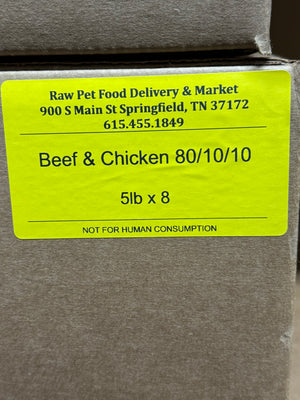 Raw Pet Food Delivery & Market
900 S Main St Springfield, TN 37172
615.455.1849
Beef & Chicken 80/10/10
5lb x 8
NOT FOR HUMAN CONSUMPTION